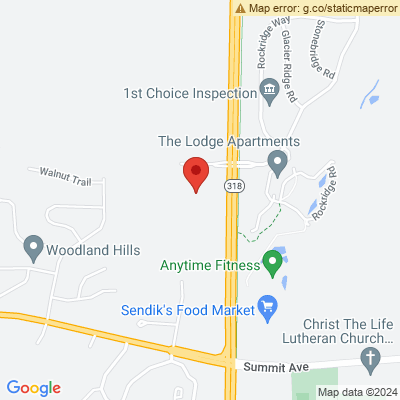 Map error: g.co/staticmaperror
Rockridge Way
Glacier Ridge Rd
Stonebridge Rd
1st Choice Inspection
The Lodge Apartments
Walnut Trail
318
Rockridge Rd
Woodland Hills
Anytime Fitness
Sendik's Food Market
Christ The Life
Lutheran Church...
Summit Ave
Google
Map data ©2024